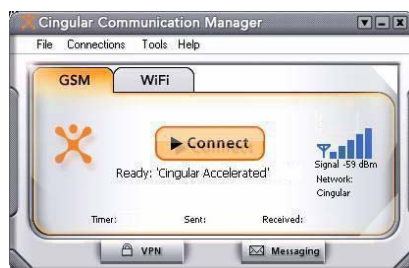 Cingular Communication Manager
File Connections Tools Help
GSM WiFi
Connect
Ready: 'Cingular Accelerated'
Signal -59 dBm
Network:
Cingular
Timer: Sent: Received:
VPN Messaging